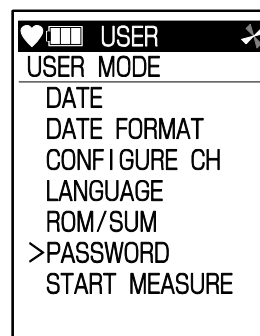 USER
USER MODE
DATE
DATE FORMAT
CONFIGURE CH
LANGUAGE
ROM/SUM
>PASSWORD
START MEASURE